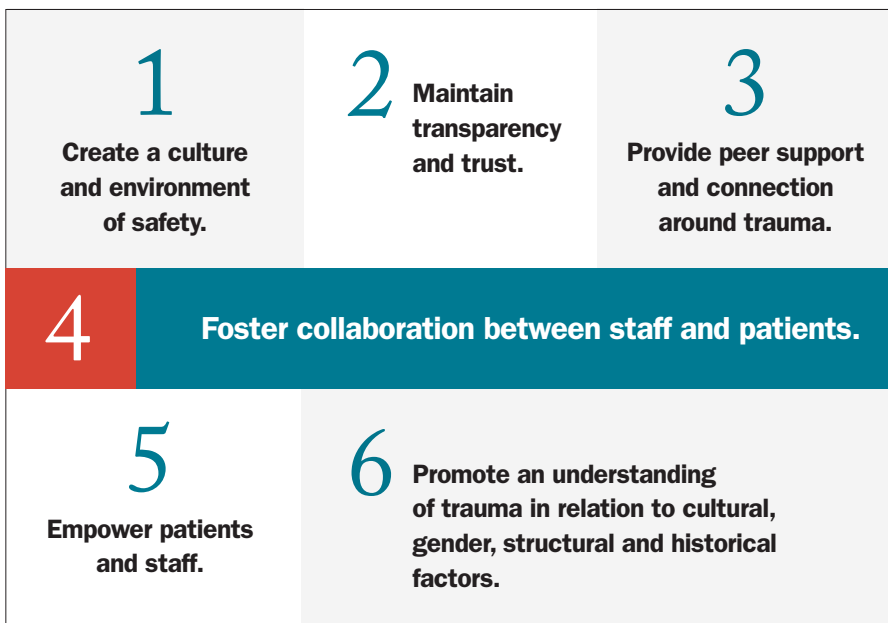 1
Create a culture
and environment
of safety.
2
Maintain
transparency
and trust.
3
Provide peer support
and connection
around trauma.
4
Foster collaboration between staff and patients.
5
Empower patients
and staff.
6
Promote an understanding
of trauma in relation to cultural,
gender, structural and historical
factors.